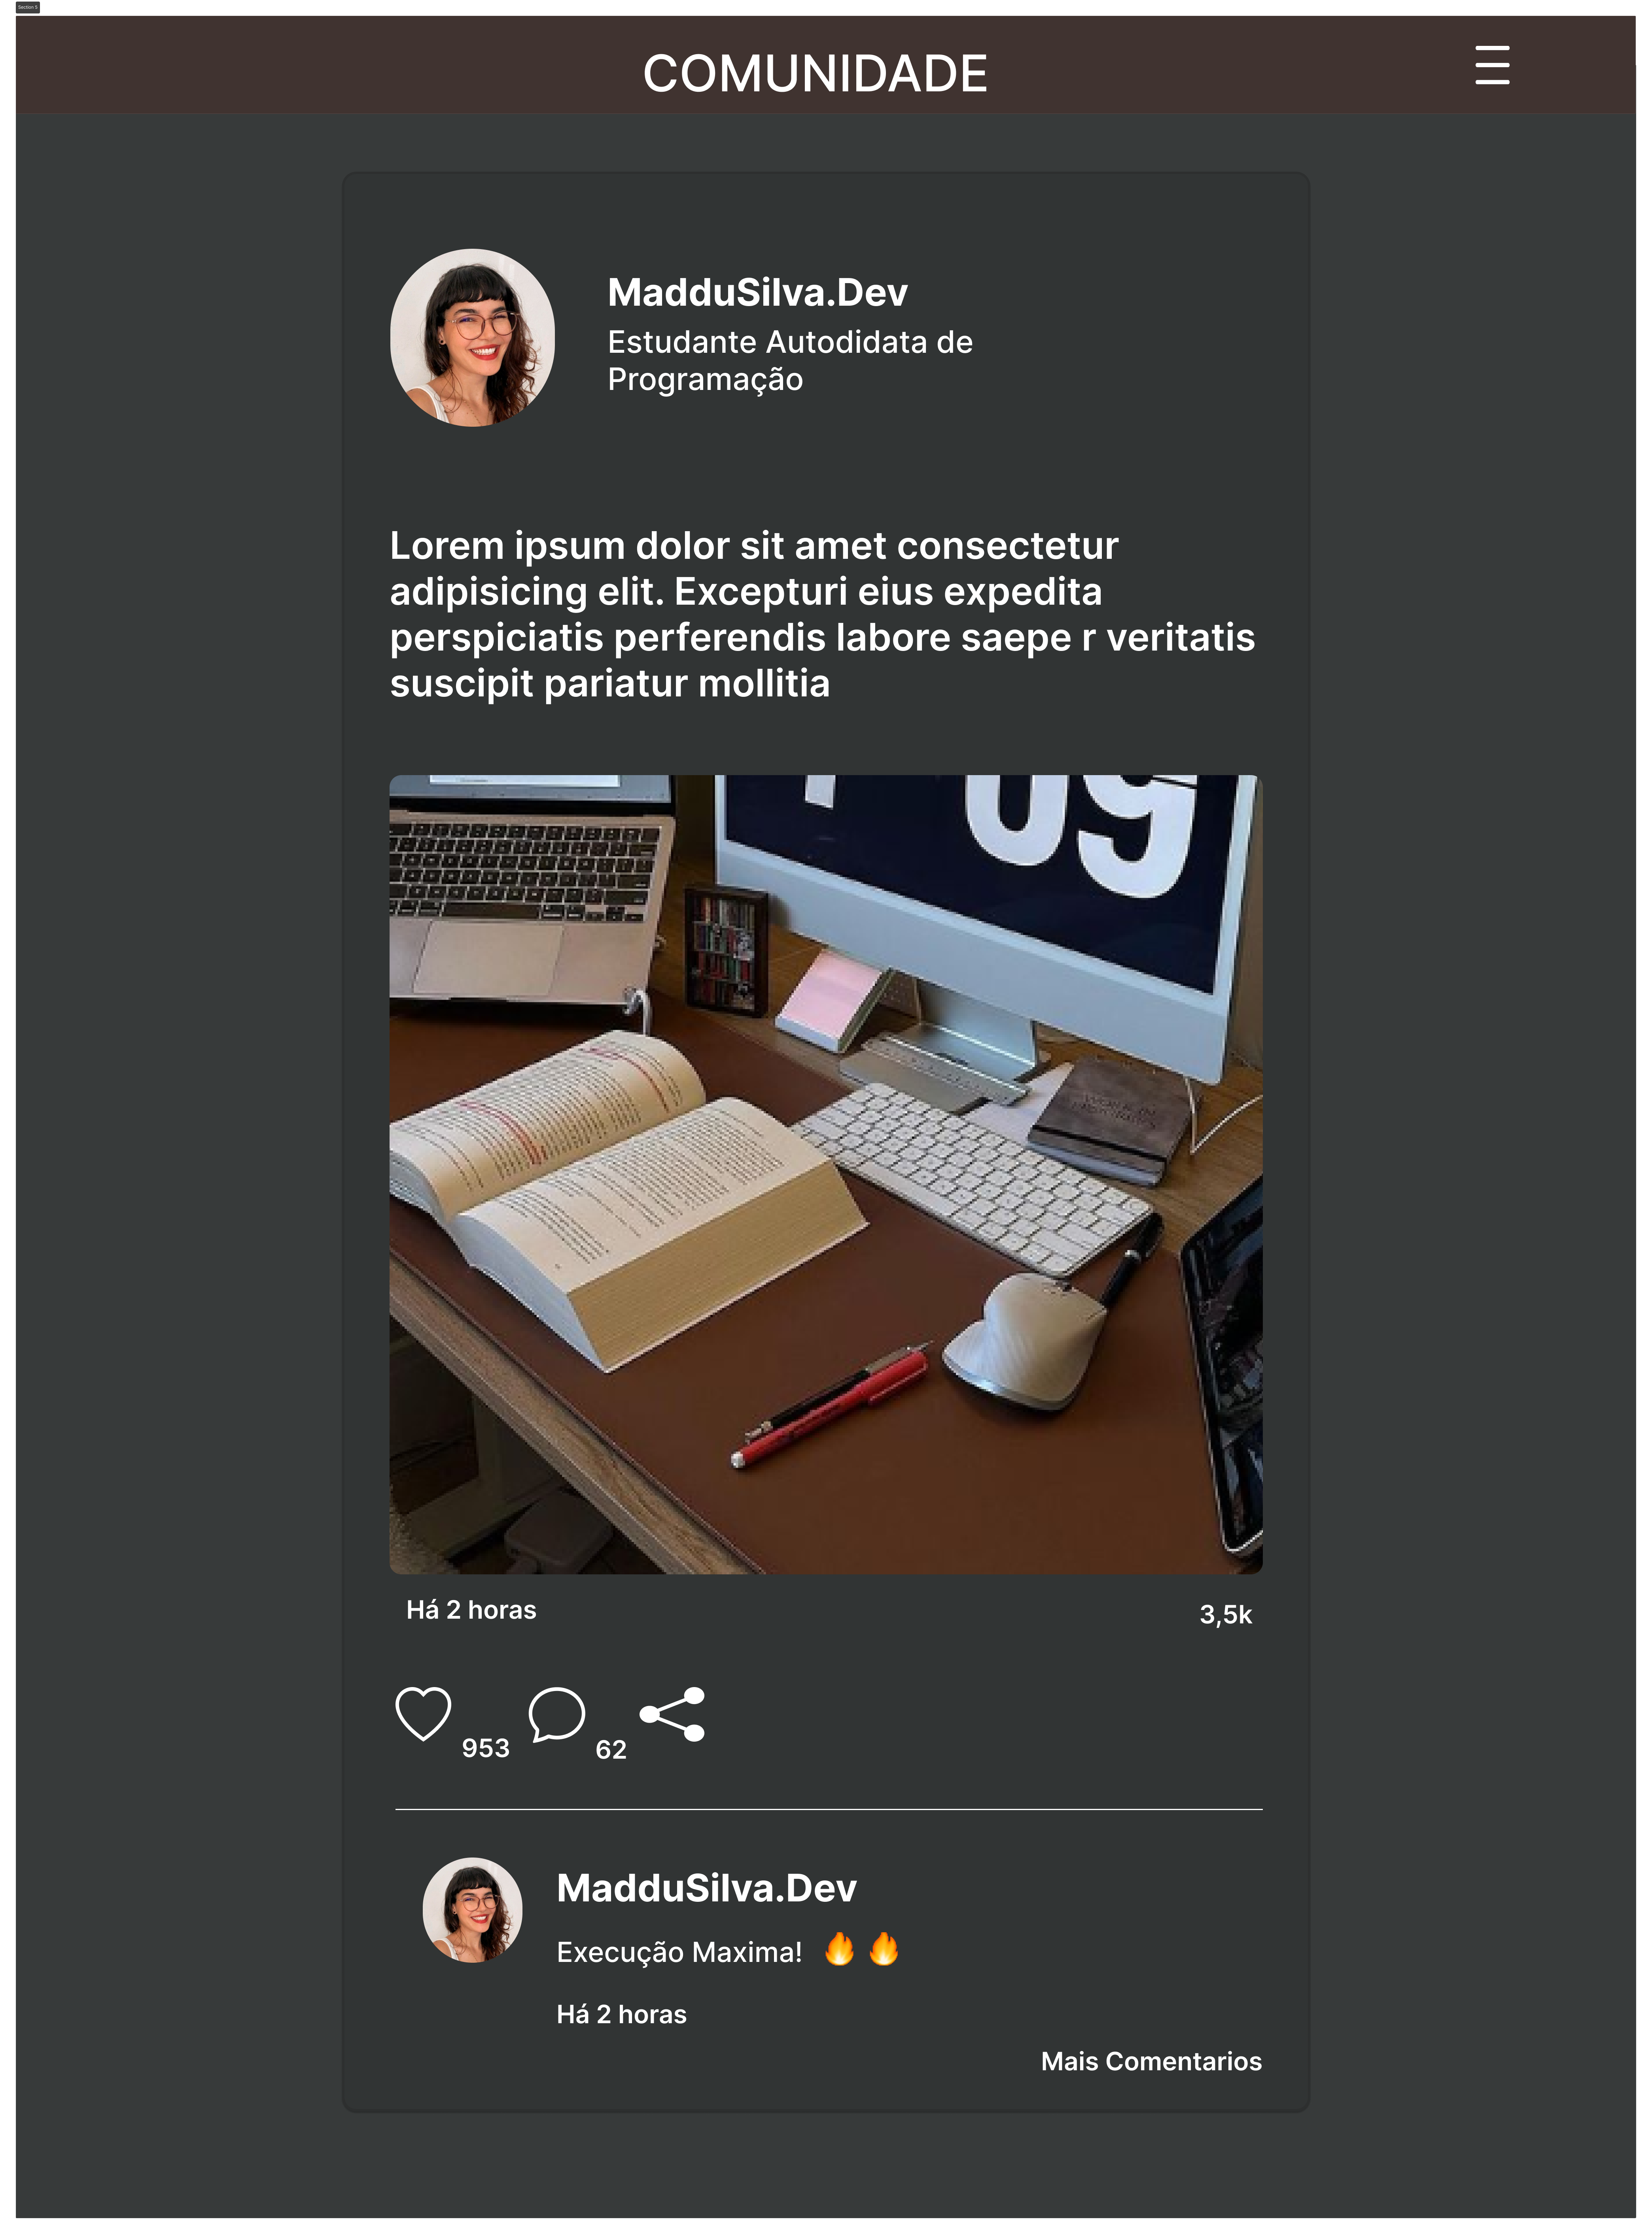 Section 5
COMUNIDADE
MadduSilva.Dev
Estudante Autodidata de
Programação
Lorem ipsum dolor sit amet consectetur
adipisicing elit. Excepturi eius expedita
perspiciatis perferendis labore saepe r veritatis
suscipit pariatur mollitia
09
Há 2 horas
3,5k
953
62
MadduSilva.Dev
Execução Maxima! 🔥 🔥
Há 2 horas
Mais Comentarios